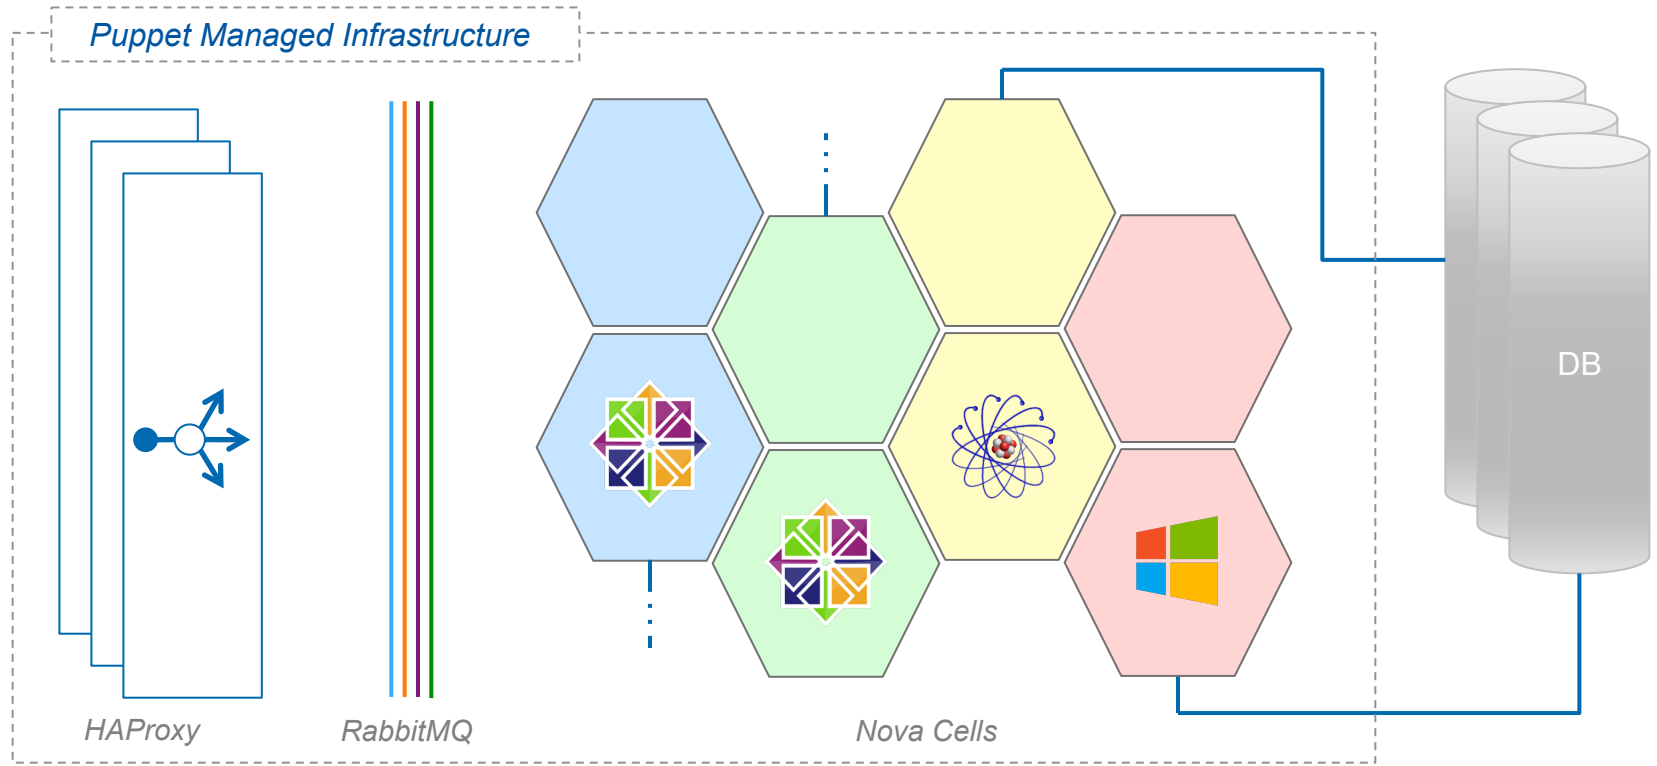 Puppet Managed Infrastructure
DB
HAProxy
RabbitMQ
Nova Cells